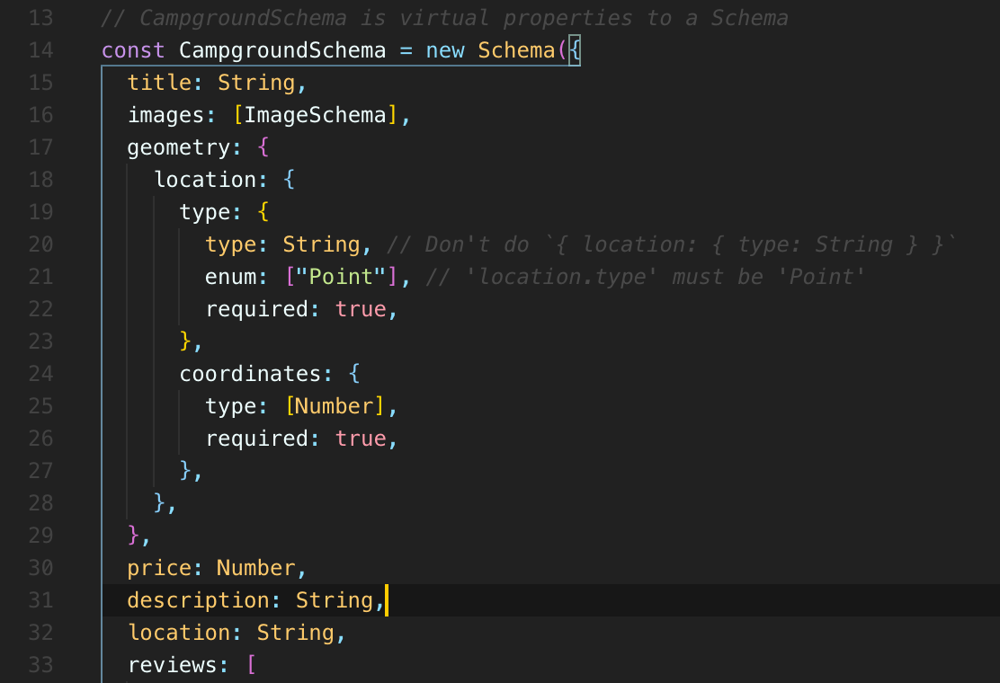 13 // CampgroundSchema is virtual properties to a Schema
14 const CampgroundSchema = new Schema({
15   title: String,
16   images: [ImageSchema],
17   geometry: {
18     location: {
19       type: {
20         type: String, // Don't do `{ location: { type: String } }`
21         enum: ["Point"], // 'location.type' must be 'Point'
22         required: true,
23       },
24       coordinates: {
25         type: [Number],
26         required: true,
27       },
28     },
29   },
30   price: Number,
31   description: String,
32   location: String,
33   reviews: [